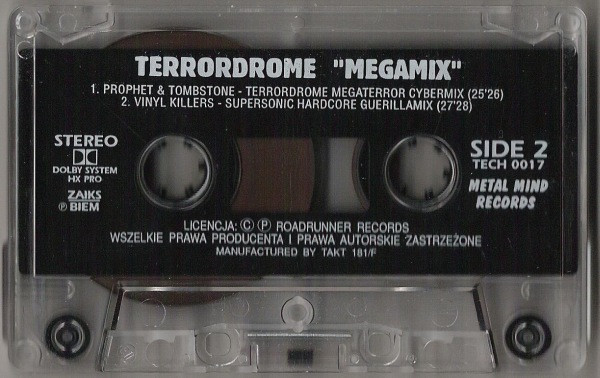 TERRORDROME "MEGAMIX"
1. PROPHET & TOMBSTONE - TERRORDROME MEGATERROR CYBERMIX (25'26)
2. VINYL KILLERS - SUPERSONIC HARDCORE GUERILLAMIX (27'28)
STEREO
DOLBY SYSTEM
HX PRO
ZAIKS
℗ BIEM
SIDE 2
TECH 0017
METAL MIND
RECORDS
LICENCJA: © ℗ ROADRUNNER RECORDS
WSZELKIE PRAWA PRODUCENTA I PRAWA AUTORSKIE ZASTRZEŻONE
MANUFACTURED BY TAKT 181/F